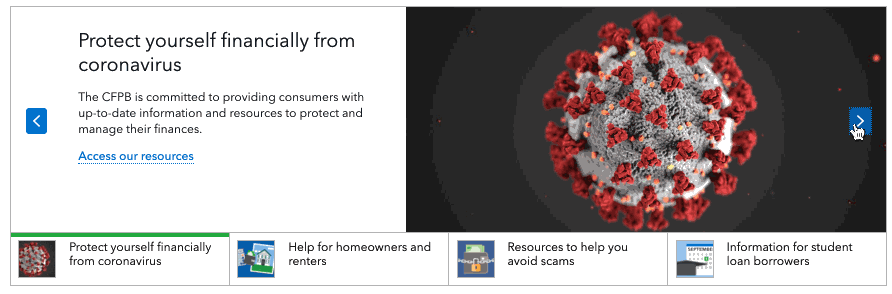 Protect yourself financially from
coronavirus
The CFPB is committed to providing consumers with
up-to-date information and resources to protect and
manage their finances.
Access our resources
Protect yourself financially
from coronavirus
Help for homeowners and
renters
Resources to help you
avoid scams
SEPTEMBE
Information for student
loan borrowers